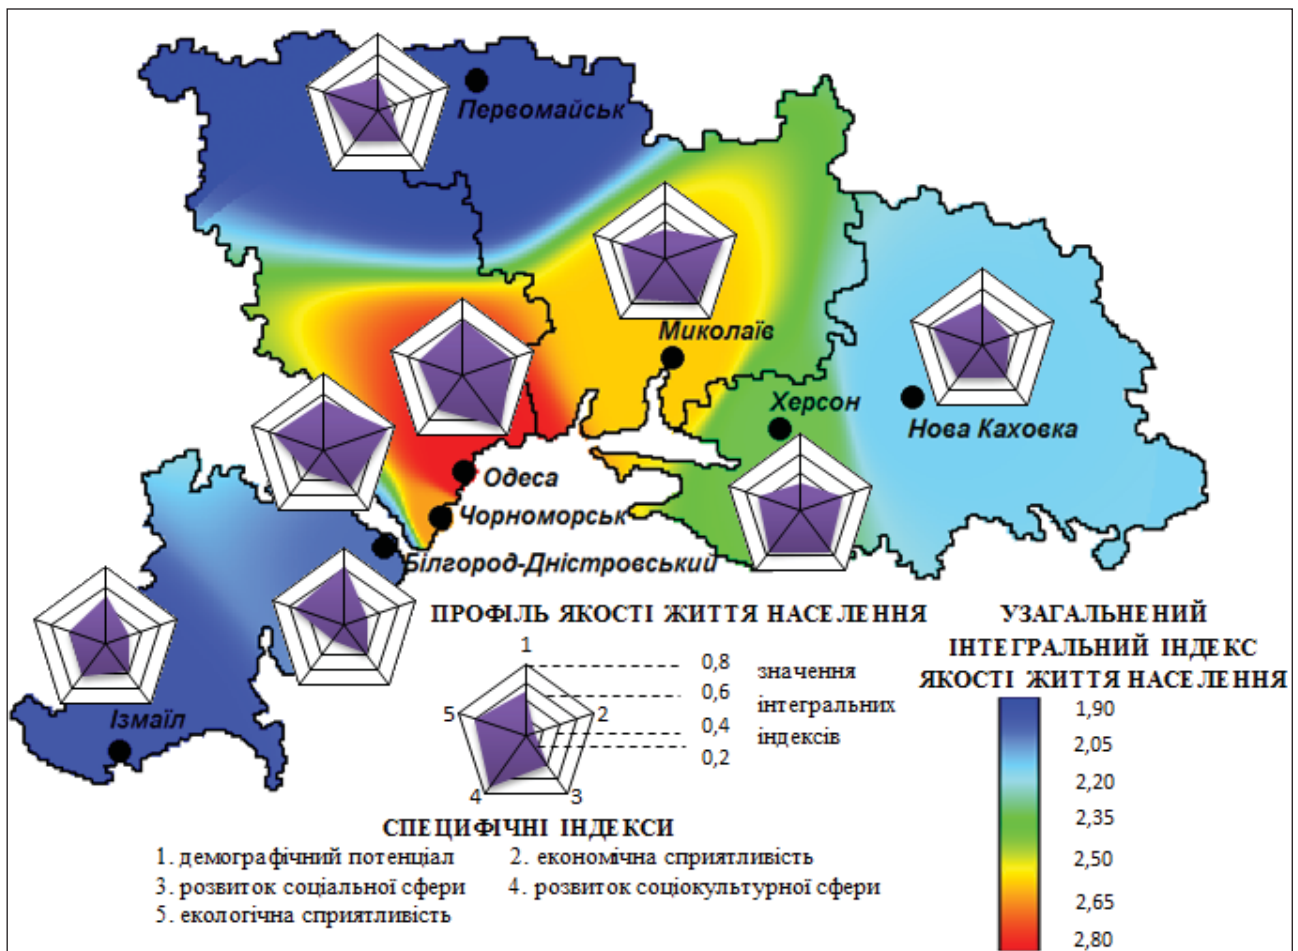 Первомайськ
Миколаїв
Херсон
Нова Каховка
Одеса
Чорноморськ
Білгород-Дністровський
Ізмаїл
ПРОФІЛЬ ЯКОСТІ ЖИТТЯ НАСЕЛЕННЯ
1
2
3
4
5
0,8
0,6
0,4
0,2
значення
інтегральних
індексів
УЗАГАЛЬНЕНИЙ
ІНТЕГРАЛЬНИЙ ІНДЕКС
ЯКОСТІ ЖИТТЯ НАСЕЛЕННЯ
1,90
2,05
2,20
2,35
2,50
2,65
2,80
СПЕЦИФІЧНІ ІНДЕКСИ
1. демографічний потенціал 2. економічна сприятливість
3. розвиток соціальної сфери 4. розвиток соціокультурної сфери
5. екологічна сприятливість